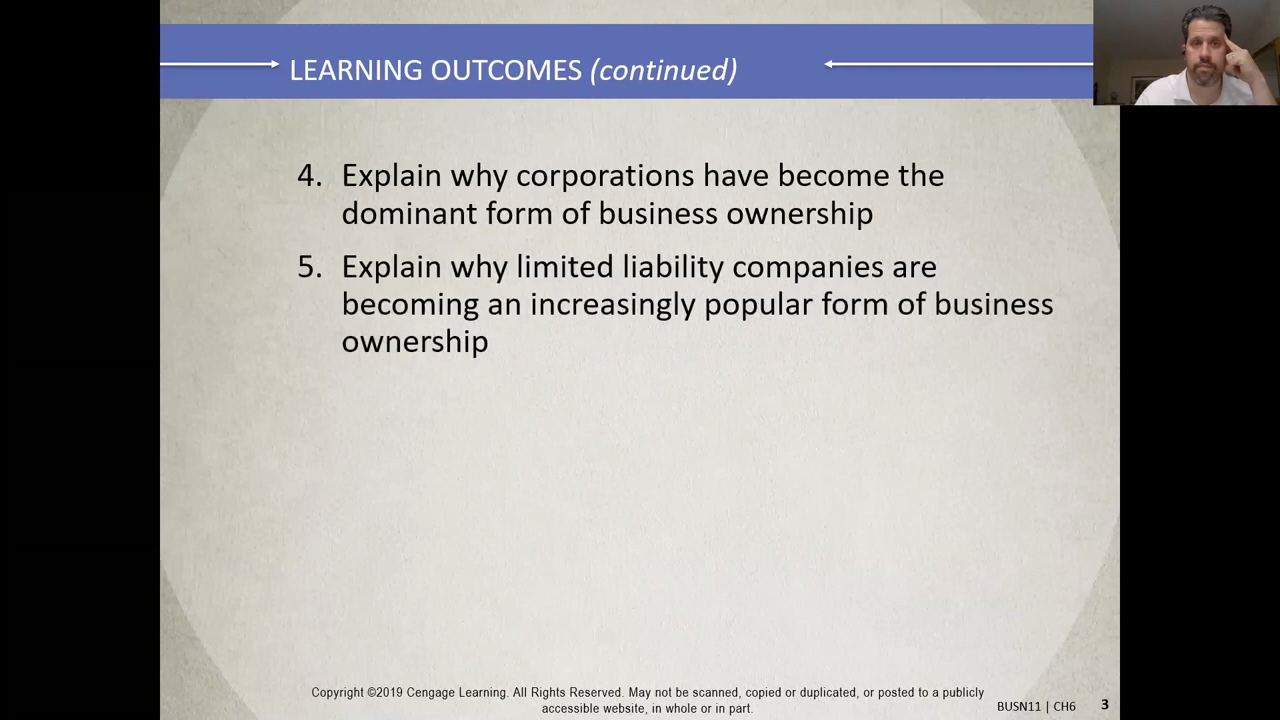 LEARNING OUTCOMES (continued)
4. Explain why corporations have become the
dominant form of business ownership
5. Explain why limited liability companies are
becoming an increasingly popular form of business
ownership
Copyright ©2019 Cengage Learning. All Rights Reserved. May not be scanned, copied or duplicated, or posted to a publicly
accessible website, in whole or in part.
BUSN11 | CH6 3